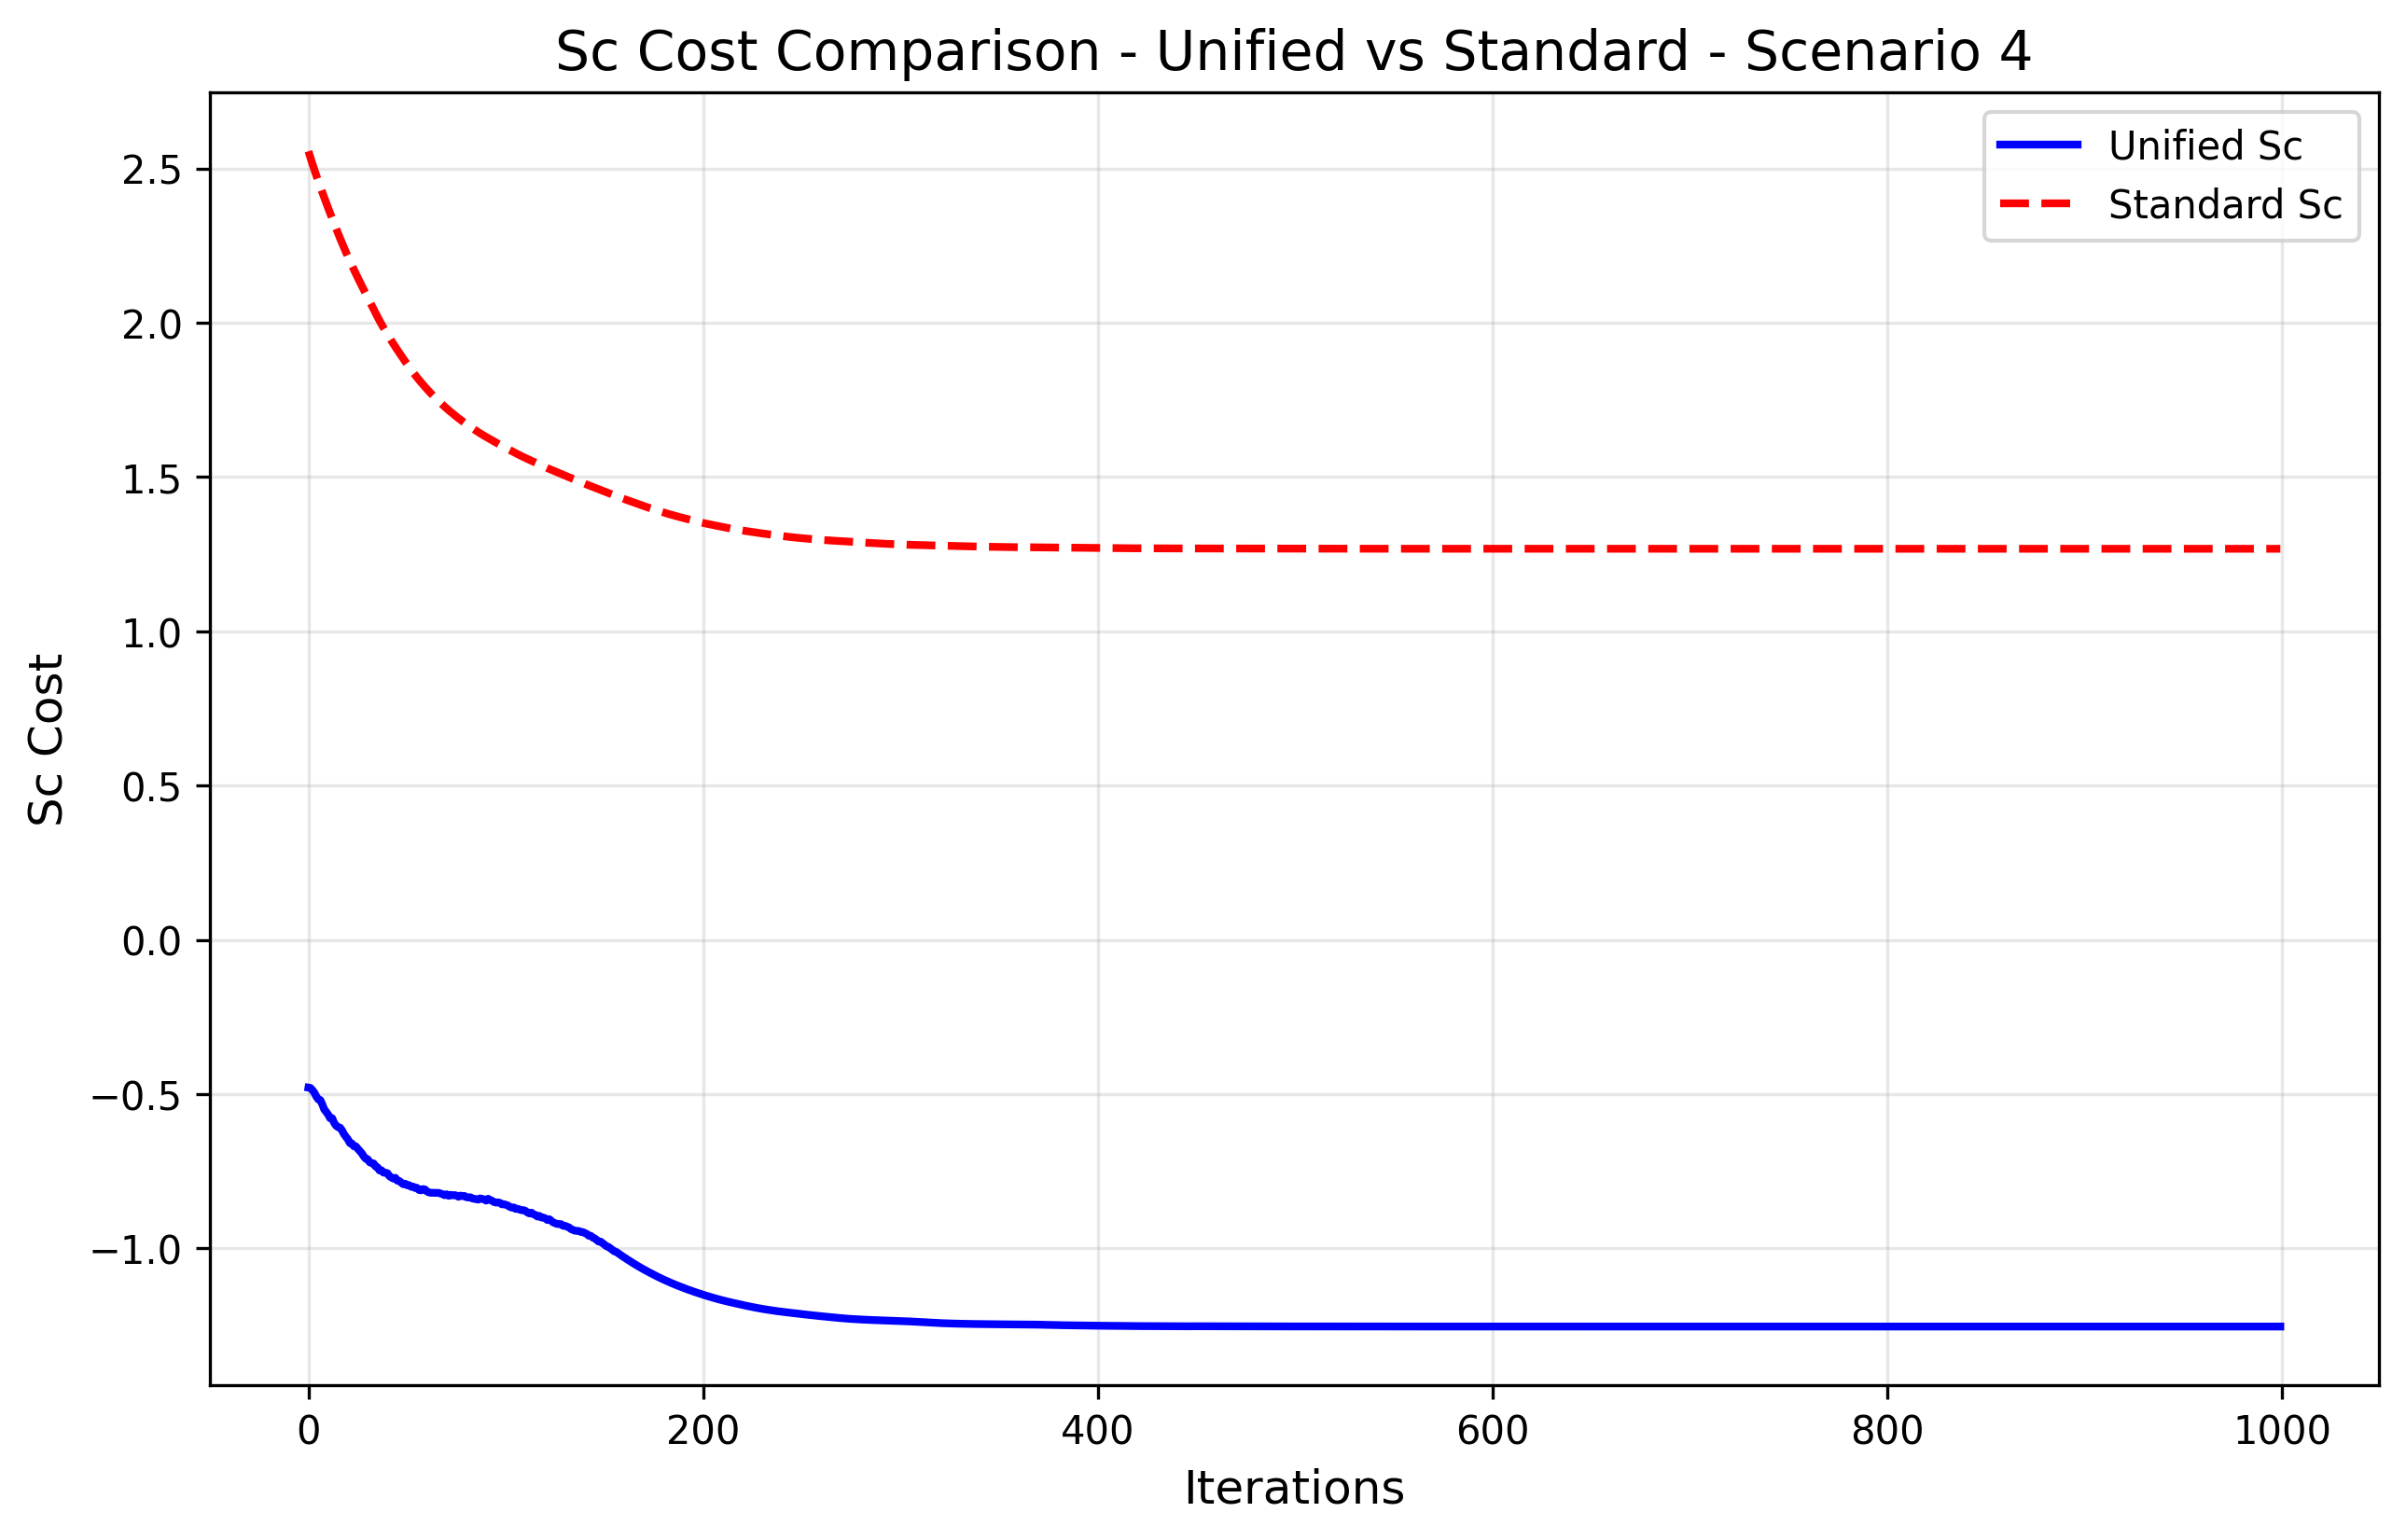 Sc Cost Comparison - Unified vs Standard - Scenario 4
Unified Sc
Standard Sc
Sc Cost
2.5
2.0
1.5
1.0
0.5
0.0
−0.5
−1.0
0 200 400 600 800 1000
Iterations